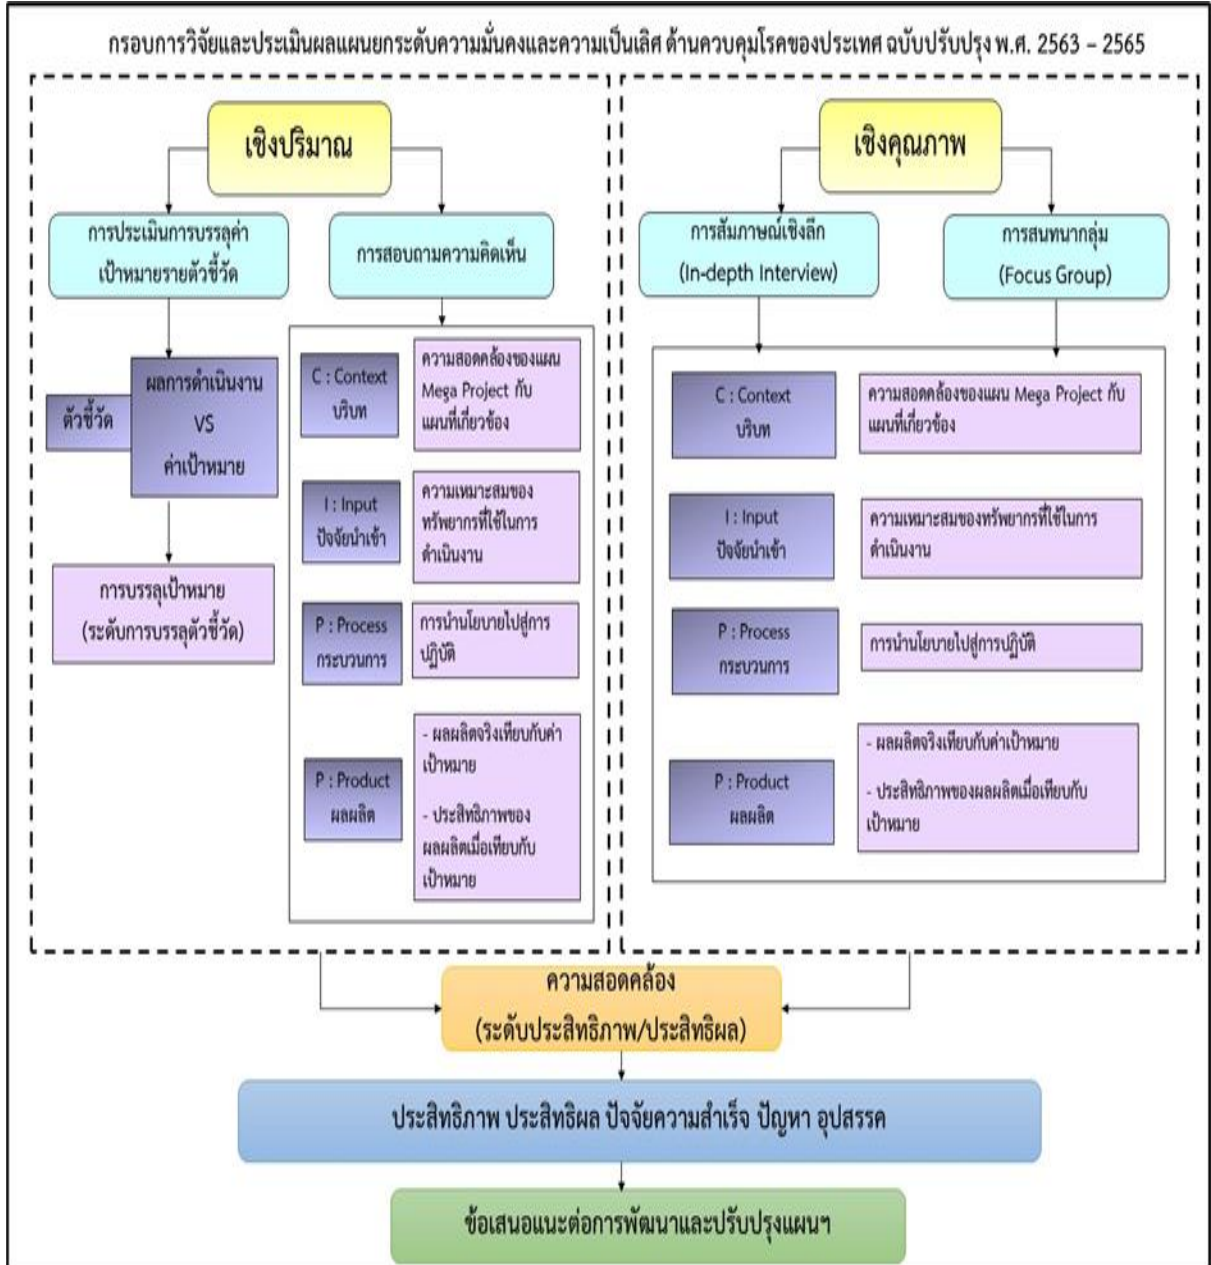 กรอบการวิจัยและประเมินผลแผนยกระดับความมั่นคงและความเป็นเลิศ ด้านควบคุมโรคของประเทศ ฉบับปรับปรุง พ.ศ. 2563 – 2565
เชิงปริมาณ
การประเมินการบรรลุค่า
เป้าหมายรายตัวชี้วัด
การสอบถามความคิดเห็น
ตัวชี้วัด
ผลการดำเนินงาน
VS
ค่าเป้าหมาย
การบรรลุเป้าหมาย
(ระดับการบรรลุตัวชี้วัด)
C : Context
บริบท
ความสอดคล้องของแผน
Mega Project กับ
แผนที่เกี่ยวข้อง
I : Input
ปัจจัยนำเข้า
ความเหมาะสมของ
ทรัพยากรที่ใช้ในการ
ดำเนินงาน
P : Process
กระบวนการ
การนำนโยบายไปสู่การ
ปฏิบัติ
P : Product
ผลผลิต
- ผลผลิตจริงเทียบกับค่า
เป้าหมาย
- ประสิทธิภาพของ
ผลผลิตเมื่อเทียบกับ
เป้าหมาย
เชิงคุณภาพ
การสัมภาษณ์เชิงลึก
(In-depth Interview)
การสนทนากลุ่ม
(Focus Group)
C : Context
บริบท
ความสอดคล้องของแผน Mega Project กับ
แผนที่เกี่ยวข้อง
I : Input
ปัจจัยนำเข้า
ความเหมาะสมของทรัพยากรที่ใช้ในการ
ดำเนินงาน
P : Process
กระบวนการ
การนำนโยบายไปสู่การปฏิบัติ
P : Product
ผลผลิต
- ผลผลิตจริงเทียบกับค่าเป้าหมาย
- ประสิทธิภาพของผลผลิตเมื่อเทียบกับ
เป้าหมาย
ความสอดคล้อง
(ระดับประสิทธิภาพ/ประสิทธิผล)
ประสิทธิภาพ ประสิทธิผล ปัจจัยความสำเร็จ ปัญหา อุปสรรค
ข้อเสนอแนะต่อการพัฒนาและปรับปรุงแผนฯ